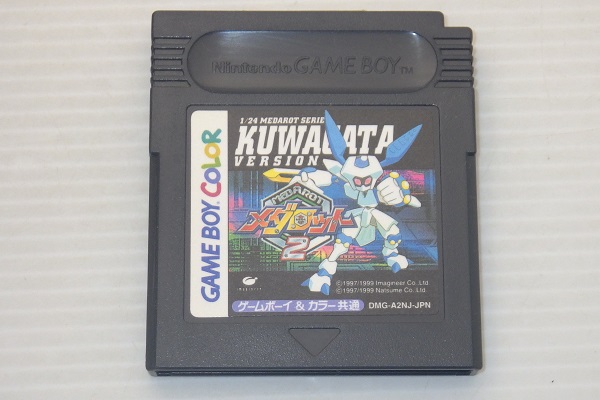 Nintendo GAME BOY™
1/24 MEDAROT SERIE
KUWAGATA
VERSION
MEDAROT
メダロット
2
GAME BOY COLOR
©1997/1999 Imagineer Co. Ltd
©1997/1999 Natsume Co. Ltd.
ゲームボーイ & カラー共通
DMG-A2NJ-JPN